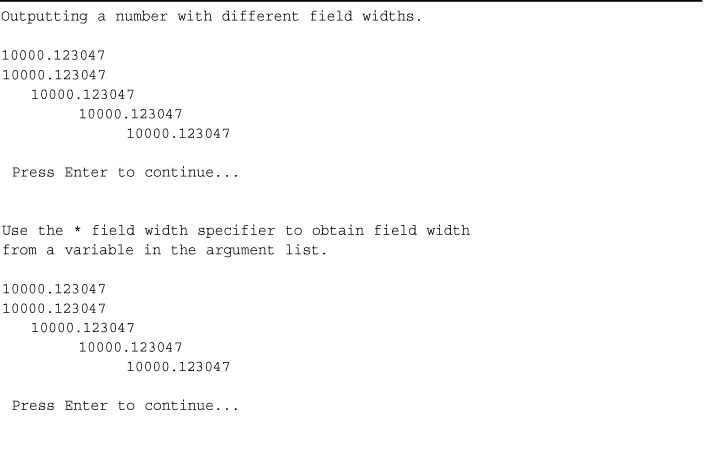 Outputting a number with different field widths.
10000.123047
10000.123047
10000.123047
10000.123047
10000.123047
Press Enter to continue...
Use the * field width specifier to obtain field width
from a variable in the argument list.
10000.123047
10000.123047
10000.123047
10000.123047
10000.123047
Press Enter to continue...